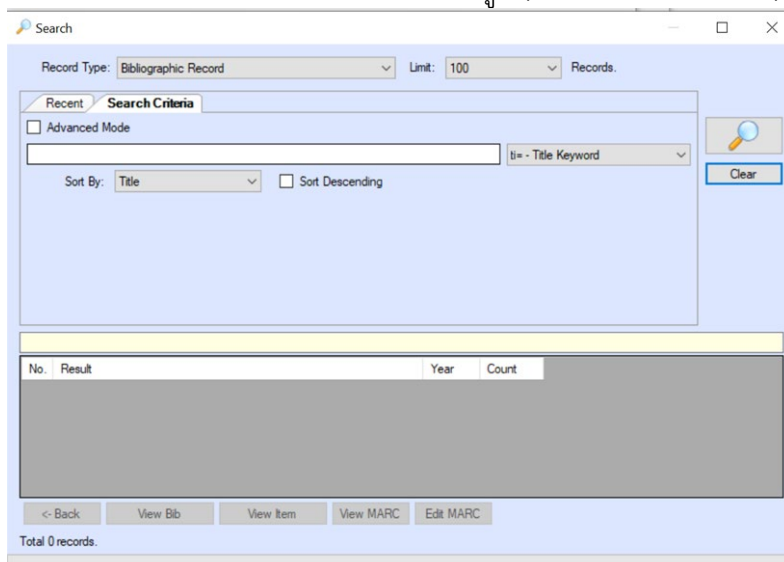 Search
Record Type: Bibliographic Record Limit: 100 Records.
Recent Search Criteria
Advanced Mode
ti= - Title Keyword
Clear
Sort By: Title Sort Descending
No. Result Year Count
<- Back View Bib View Item View MARC Edit MARC
Total 0 records.